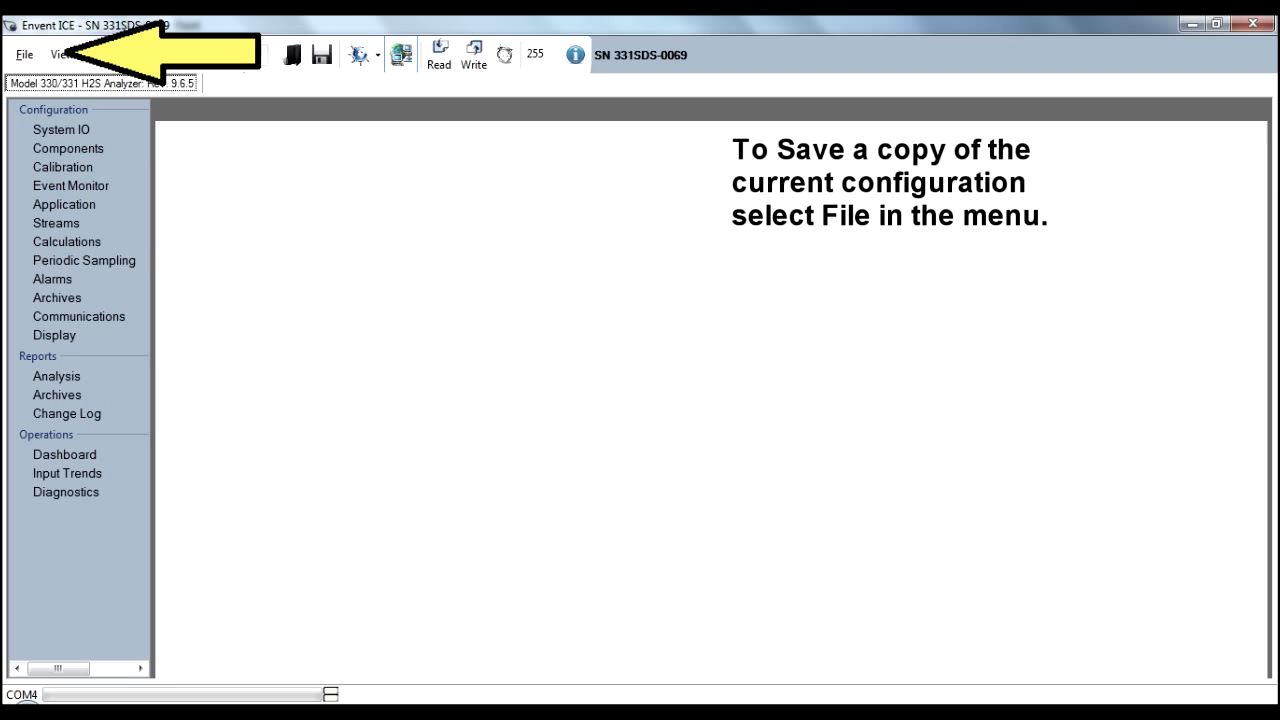 Envent ICE - SN 331SDS-0069
File
255
SN 331SDS-0069
Read
Write
Model 330/331 H2S Analyzer: Rev. 9.6.5
Configuration
System IO
Components
Calibration
Event Monitor
Application
Streams
Calculations
Periodic Sampling
Alarms
Archives
Communications
Display
Reports
Analysis
Archives
Change Log
Operations
Dashboard
Input Trends
Diagnostics
To Save a copy of the
current configuration
select File in the menu.
COM4